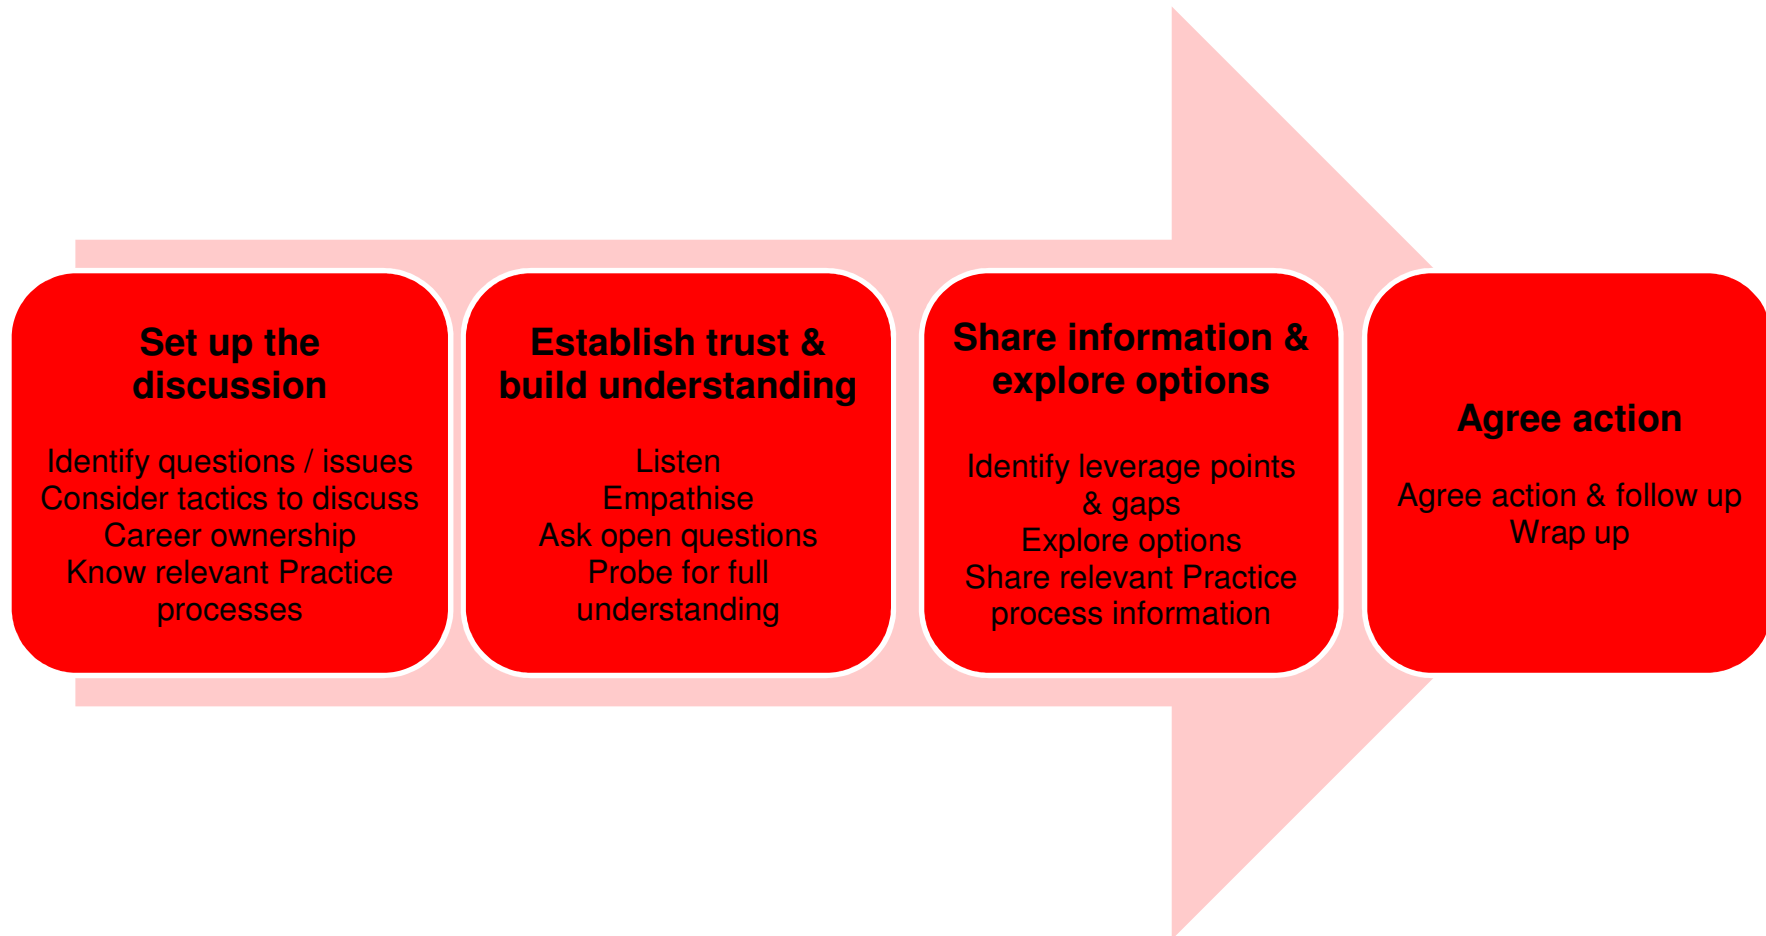 Set up the
discussion
Identify questions / issues
Consider tactics to discuss
Career ownership
Know relevant Practice
processes
Establish trust &
build understanding
Listen
Empathise
Ask open questions
Probe for full
understanding
Share information &
explore options
Identify leverage points
& gaps
Explore options
Share relevant Practice
process information
Agree action
Agree action & follow up
Wrap up